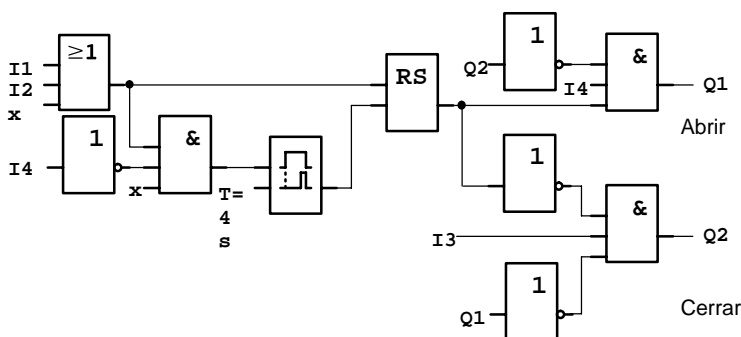 I1
I2
x
≥1
I4
1
&
x
T=
4
s
RS
Q2
1
I4
&
Q1
Abrir
1
I3
&
Q2
Q1
1
Cerrar